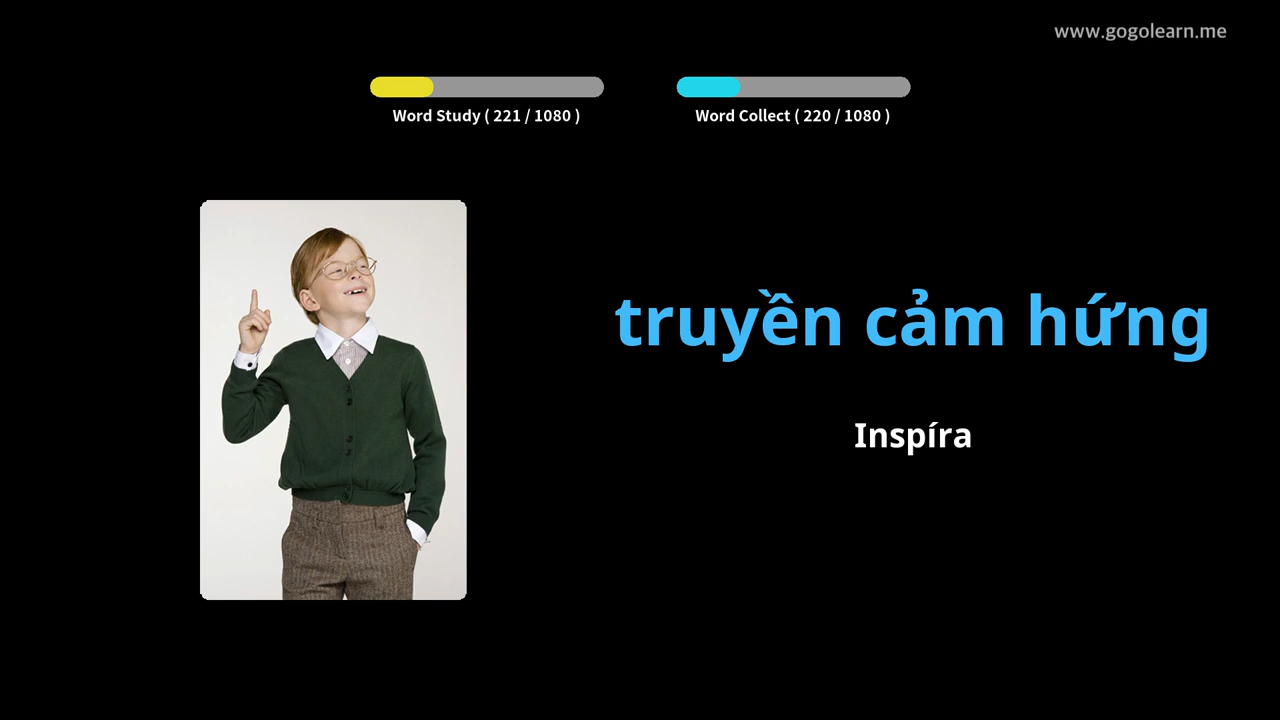 www.gogolearn.me
Word Study ( 221 / 1080 )
Word Collect ( 220 / 1080 )
truyền cảm hứng
Inspíra